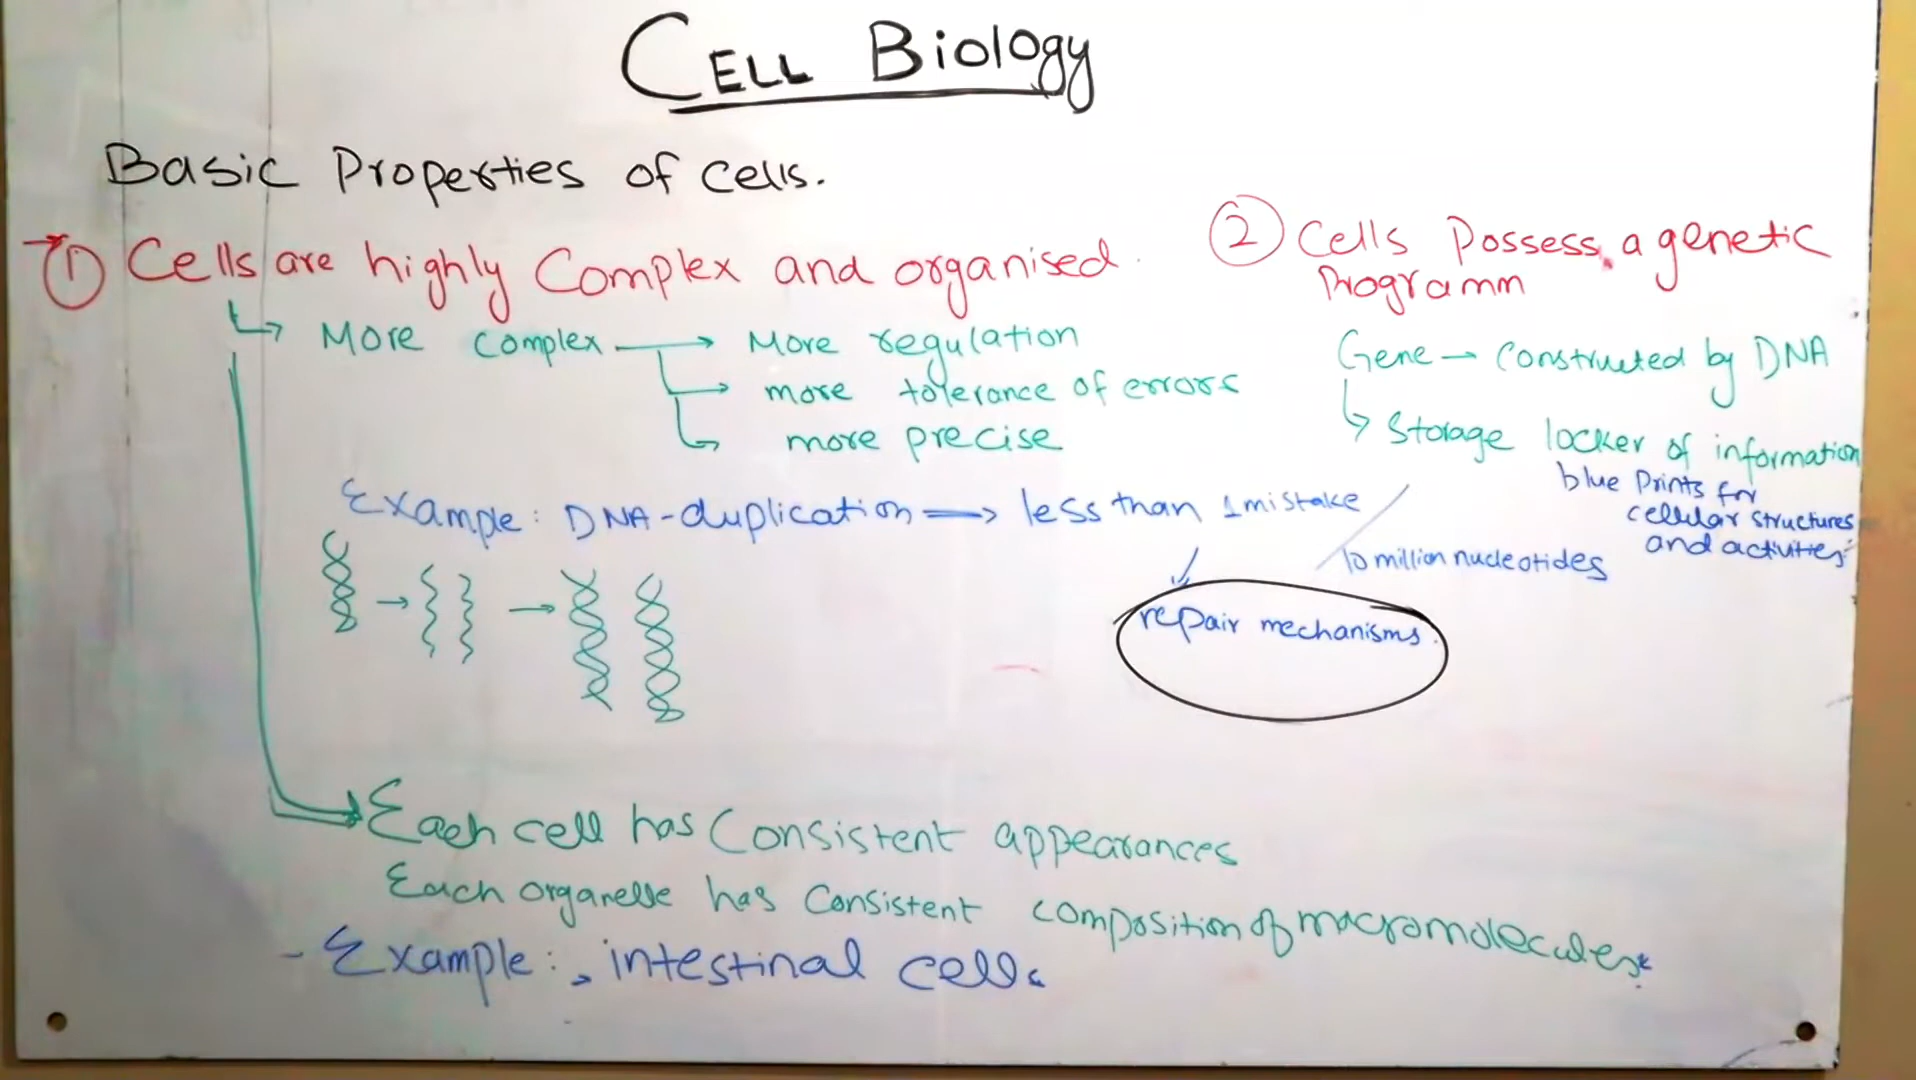 CELL Biology
Basic Properties of cells.
① Cells are highly Complex and organised.
↳ More complex → More regulation
→ more tolerance of errors
↳ more precise
Example: DNA-duplication → less than 1 mistake / 10 million nucleotides
repair mechanisms.
Each cell has Consistent appearances
Each organelle has Consistent composition of macromolecules.
- Example: intestinal cells
② Cells Possess a genetic
Programm
Gene → constructed by DNA
↳ Storage locker of information
blue Prints for
cellular structures
and activities